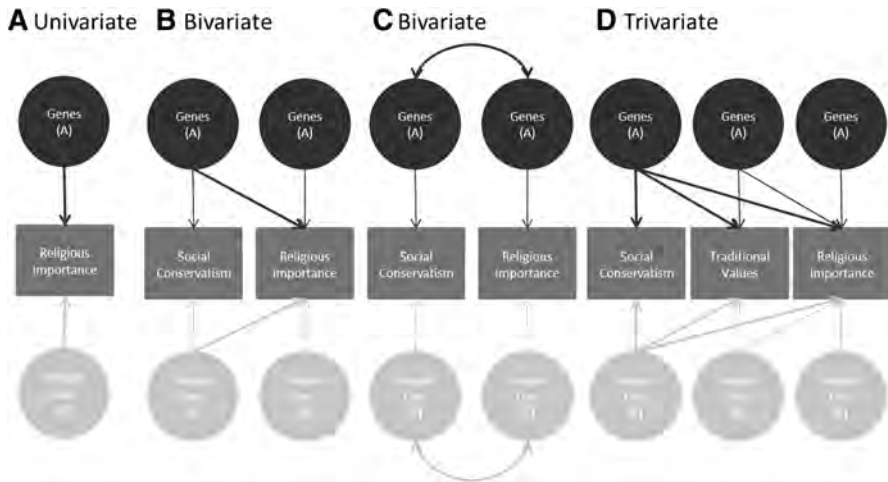 A Univariate
B Bivariate
C Bivariate
D Trivariate
Genes
(A)
Genes
(A)
Genes
(A)
Genes
(A)
Genes
(A)
Genes
(A)
Genes
(A)
Genes
(A)
Religious
Importance
Social
Conservatism
Religious
Importance
Social
Conservatism
Religious
Importance
Social
Conservatism
Traditional
Values
Religious
Importance